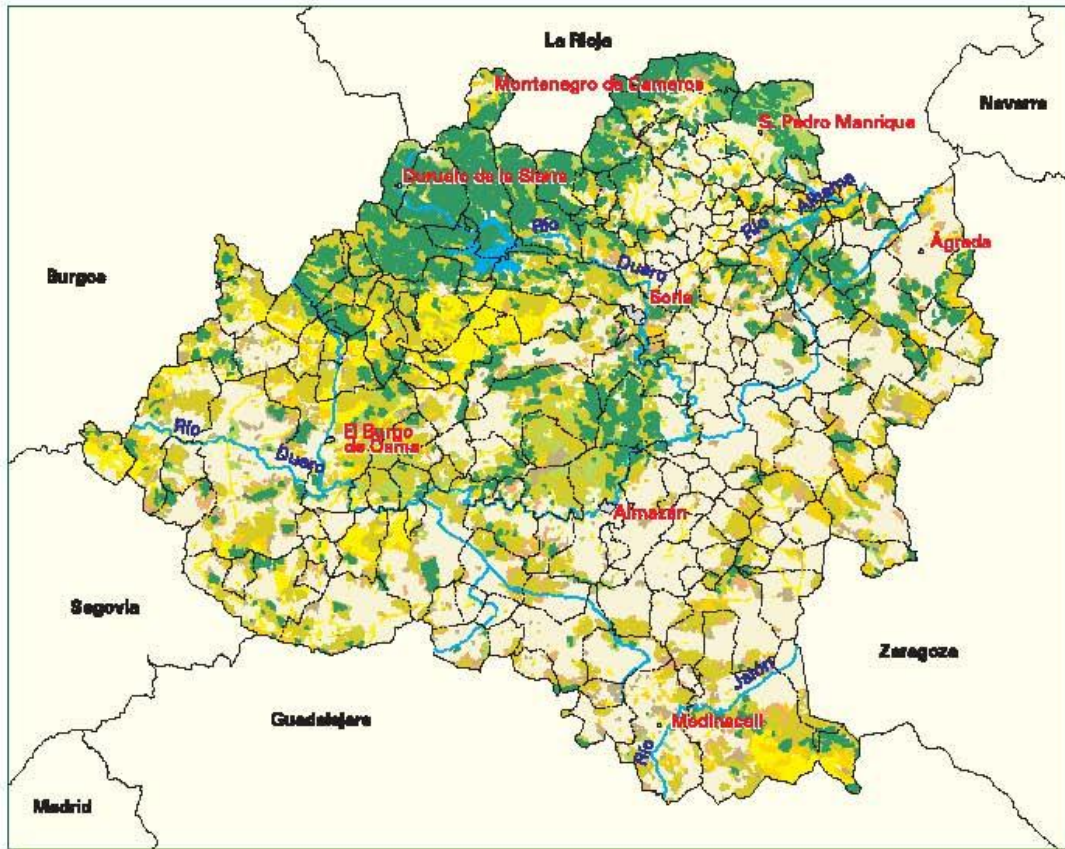 La Rioja
Montenegro de Cameros
Navarra
S. Pedro Manrique
Duruelo de la Sierra
Río Alhama
Río Duero
Ágreda
Burgos
Soria
Río Duero
El Burgo
de Osma
Almazán
Segovia
Zaragoza
Río Jalón
Guadalajara
Medinaceli
Madrid